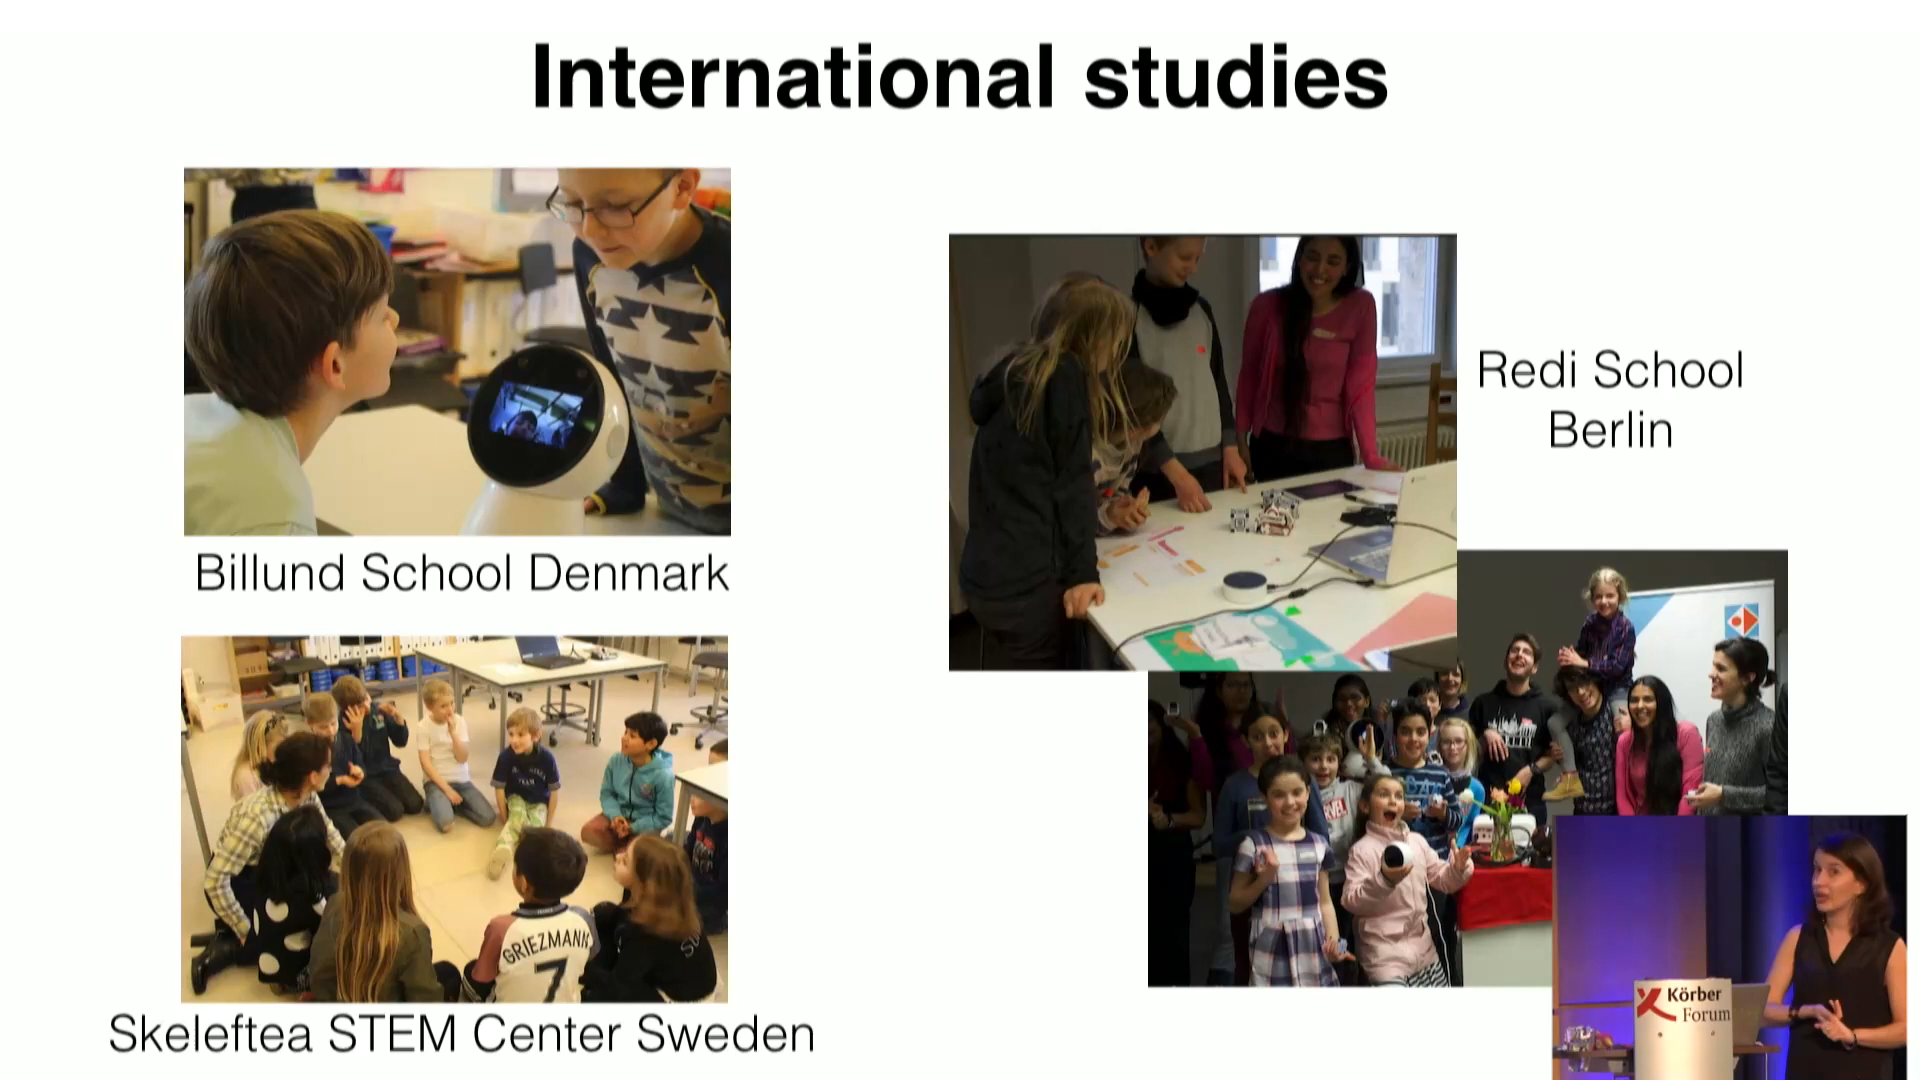 International studies
Billund School Denmark
Redi School
Berlin
GRIEZMANN
7
Skeleftea STEM Center Sweden
Körber
Forum